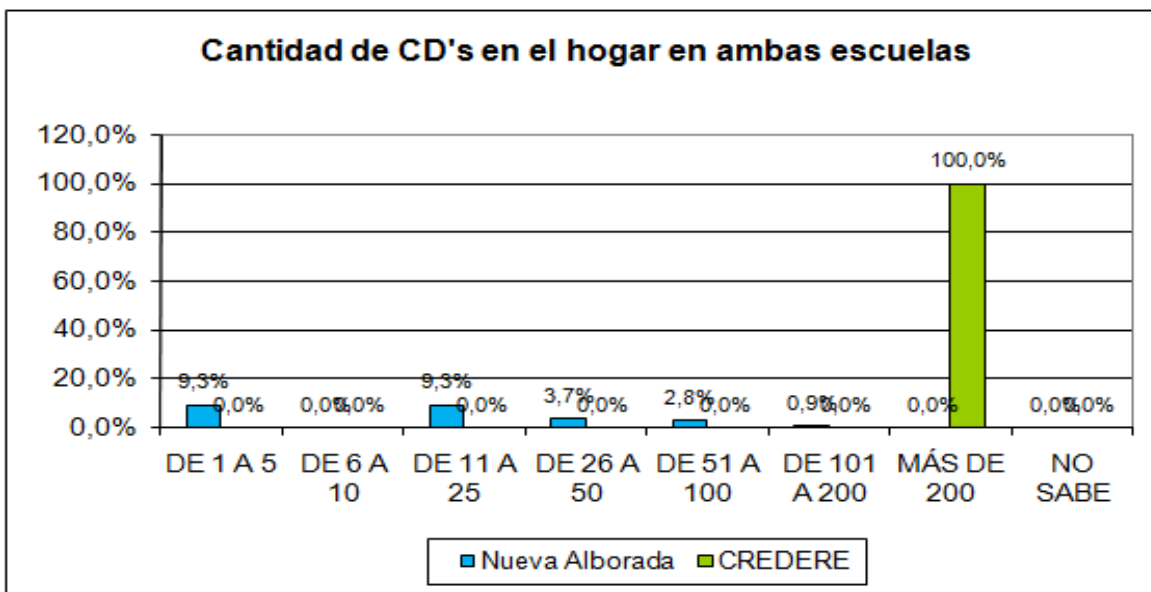 Cantidad de CD's en el hogar en ambas escuelas
120,0%
100,0%
80,0%
60,0%
40,0%
20,0%
0,0%
9,3%
0,0%
0,0%
0,0%
9,3%
0,0%
3,7%
0,0%
2,8%
0,0%
0,9%
0,0%
0,0%
100,0%
0,0%
0,0%
DE 1 A 5
DE 6 A
10
DE 11 A
25
DE 26 A
50
DE 51 A
100
DE 101
A 200
MÁS DE
200
NO
SABE
Nueva Alborada
CREDERE